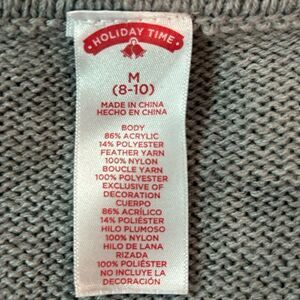 • HOLIDAY TIME •
M
(8-10)
MADE IN CHINA
HECHO EN CHINA
BODY
86% ACRYLIC
14% POLYESTER
FEATHER YARN
100% NYLON
BOUCLE YARN
100% POLYESTER
EXCLUSIVE OF
DECORATION
CUERPO
86% ACRÍLICO
14% POLIÉSTER
HILO PLUMOSO
100% NYLON
HILO DE LANA
RIZADA
100% POLIÉSTER
NO INCLUYE LA
DECORACIÓN